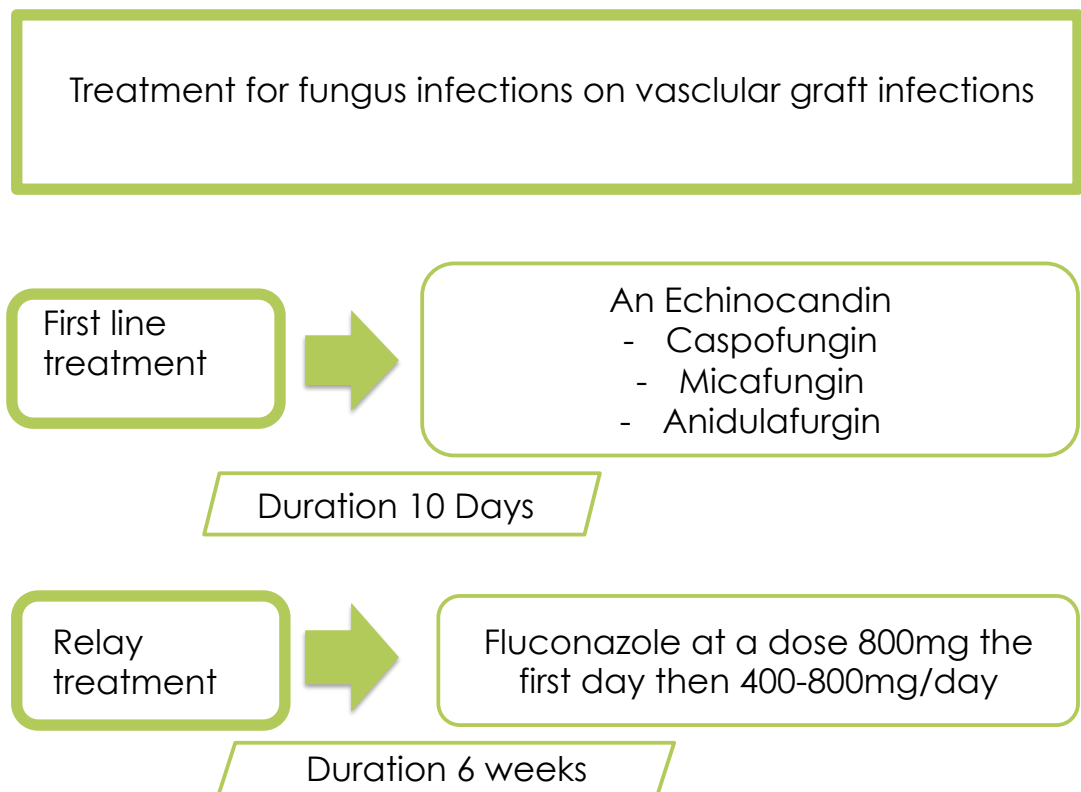 Treatment for fungus infections on vasclular graft infections
First line
treatment
An Echinocandin
- Caspofungin
- Micafungin
- Anidulafurgin
Duration 10 Days
Relay
treatment
Fluconazole at a dose 800mg the
first day then 400-800mg/day
Duration 6 weeks